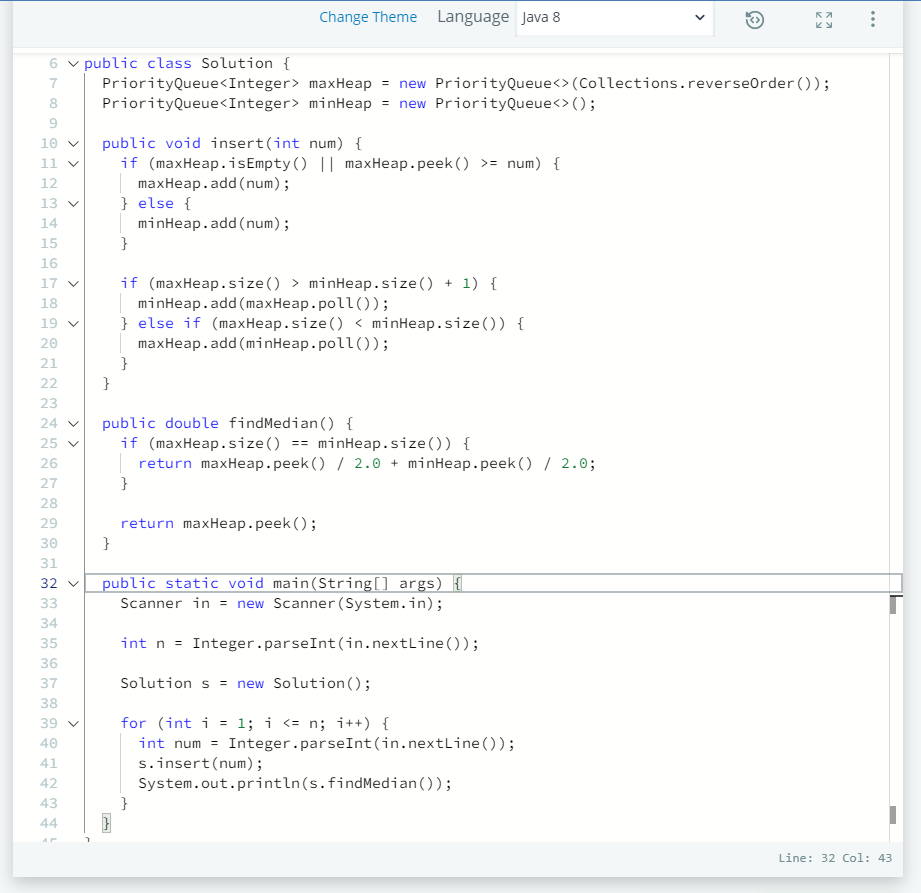 Change Theme Language Java 8
6 public class Solution {
7 PriorityQueue<Integer> maxHeap = new PriorityQueue<>(Collections.reverseOrder());
8 PriorityQueue<Integer> minHeap = new PriorityQueue<>();
9
10 public void insert(int num) {
11 if (maxHeap.isEmpty() || maxHeap.peek() >= num) {
12 maxHeap.add(num);
13 } else {
14 minHeap.add(num);
15 }
16
17 if (maxHeap.size() > minHeap.size() + 1) {
18 minHeap.add(maxHeap.poll());
19 } else if (maxHeap.size() < minHeap.size()) {
20 maxHeap.add(minHeap.poll());
21 }
22 }
23
24 public double findMedian() {
25 if (maxHeap.size() == minHeap.size()) {
26 return maxHeap.peek() / 2.0 + minHeap.peek() / 2.0;
27 }
28
29 return maxHeap.peek();
30 }
31
32 public static void main(String[] args) {
33 Scanner in = new Scanner(System.in);
34
35 int n = Integer.parseInt(in.nextLine());
36
37 Solution s = new Solution();
38
39 for (int i = 1; i <= n; i++) {
40 int num = Integer.parseInt(in.nextLine());
41 s.insert(num);
42 System.out.println(s.findMedian());
43 }
44 }
Line: 32 Col: 43